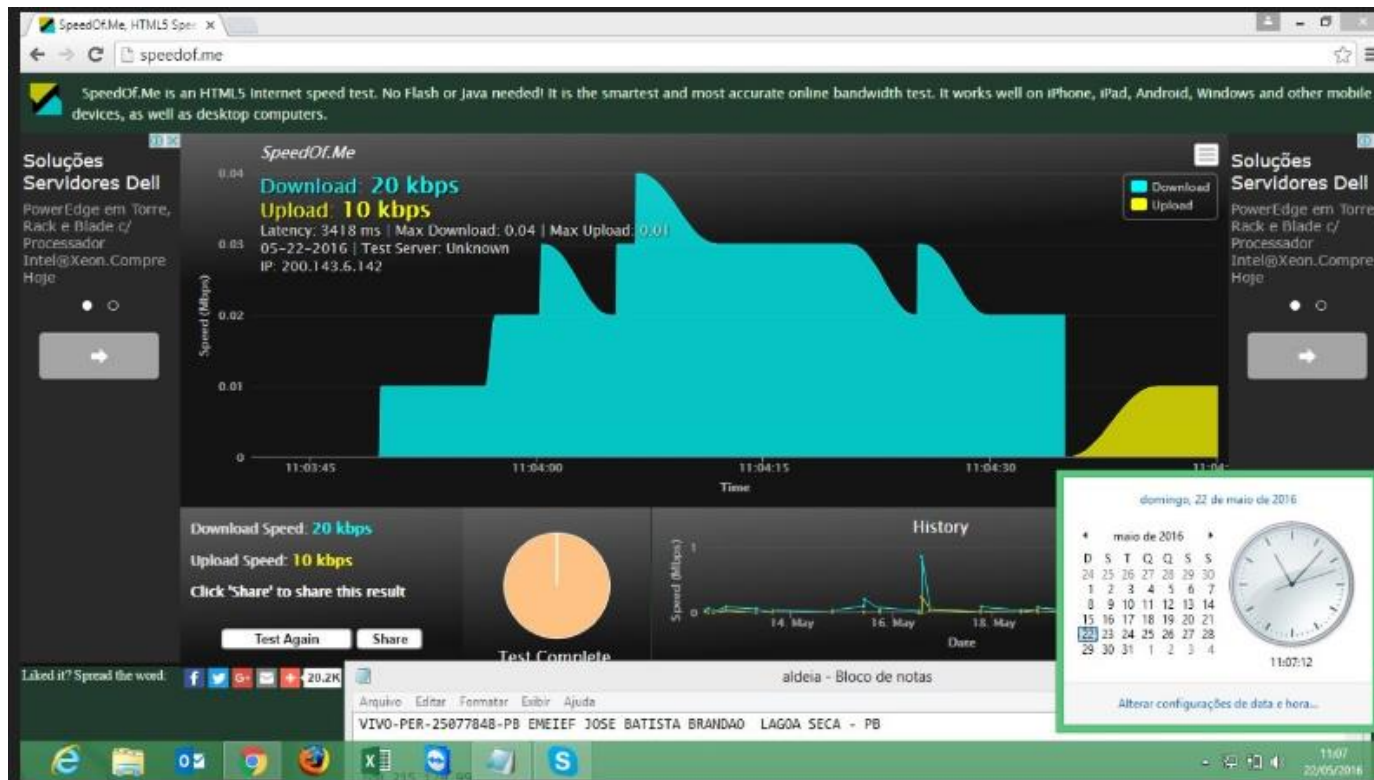 SpeedOf.Me, HTML5 Spe
speedof.me
SpeedOf.Me is an HTML5 Internet speed test. No Flash or Java needed! It is the smartest and most accurate online bandwidth test. It works well on iPhone, iPad, Android, Windows and other mobile
devices, as well as desktop computers.
Soluções
Servidores Dell
PowerEdge em Torre,
Rack e Blade c/
Processador
Intel®Xeon.Compre
Hoje
SpeedOf.Me
Download: 20 kbps
Upload: 10 kbps
Latency: 3418 ms | Max Download: 0.04 | Max Upload: 0.01
05-22-2016 | Test Server: Unknown
IP: 200.143.6.142
Download
Upload
Speed (Mbps)
0.04
0.03
0.02
0.01
0
11:03:45 11:04:00 11:04:15 11:04:30 11:04:
Time
Soluções
Servidores Dell
PowerEdge em Torre
Rack e Blade c/
Processador
Intel®Xeon.Compre
Hoje
Download Speed: 20 kbps
Upload Speed: 10 kbps
Click 'Share' to share this result
Test Again Share
Test Complete
History
Speed (Mbps)
1
0
14. May 16. May 18. May
Date
domingo, 22 de maio de 2016
maio de 2016
D S T Q Q S S
24 25 26 27 28 29 30
1 2 3 4 5 6 7
8 9 10 11 12 13 14
15 16 17 18 19 20 21
22 23 24 25 26 27 28
29 30 31 1 2 3 4
11:07:12
Alterar configurações de data e hora...
Liked it? Spread the word: 20.2K
aldeia - Bloco de notas
Arquivo Editar Formatar Exibir Ajuda
VIVO-PER-25077848-PB EMEIEF JOSE BATISTA BRANDAO LAGOA SECA - PB
11:07
22/05/2016